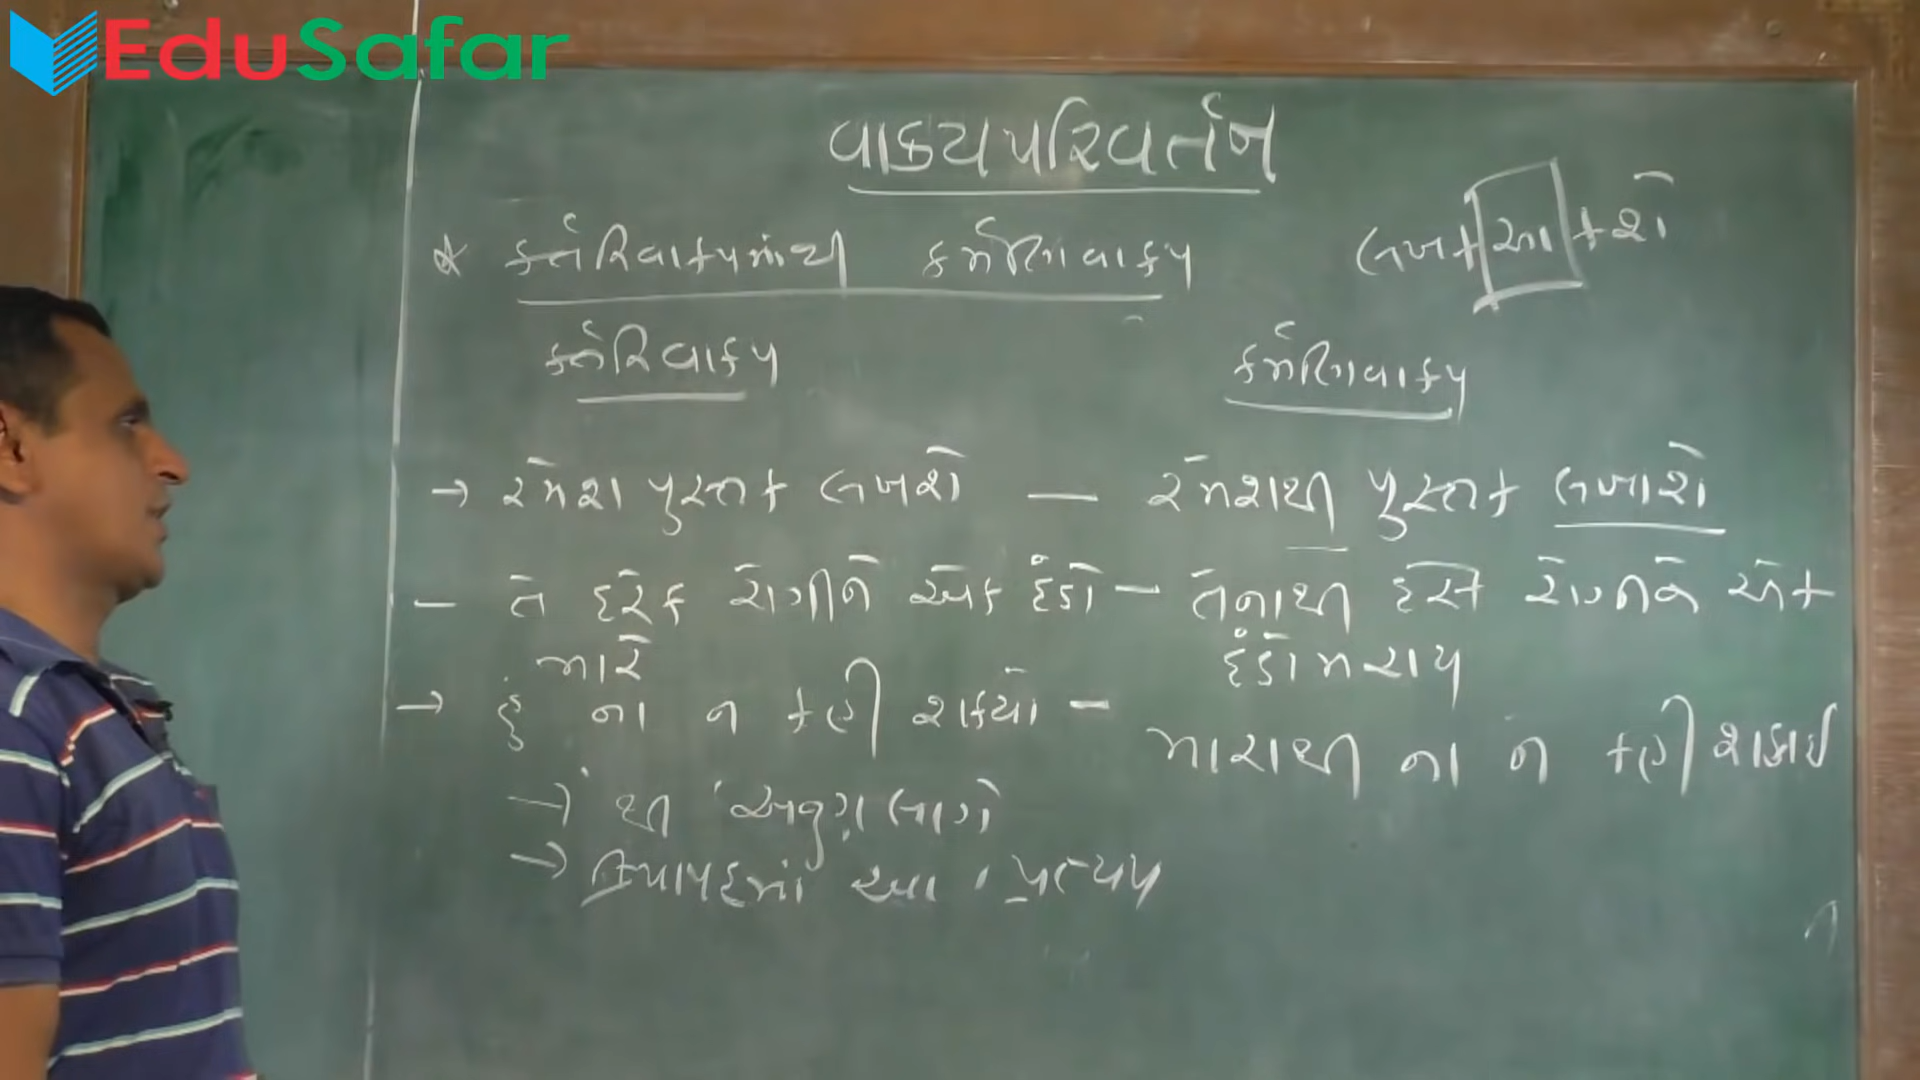 EduSafar
વાક્યપરિવર્તન
* કર્તરિવાક્યમાંથી કર્મણિવાક્ય
લખ+આ+શે
કર્તરિવાક્ય
કર્મણિવાક્ય
→ રમેશ પુસ્તક લખશે — રમેશથી પુસ્તક લખાશે
– તે દરેક રોગીને એક દંડો – તેનાથી દરેક રોગીને એક
મારે
દંડો મરાય
→ હું ના ન કહી શક્યો –
મારાથી ના ન કહી શકાઈ
→ 'થી' અનુગ લાગે
→ ક્રિયાપદમાં આ પ્રત્યય